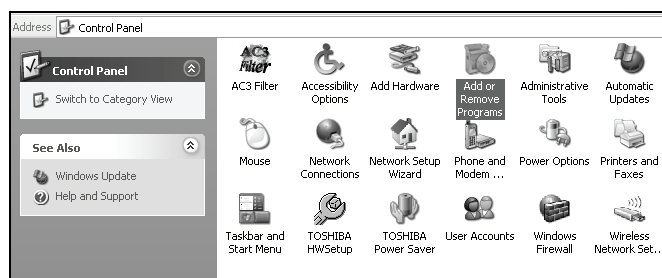 Address Control Panel
Control Panel
Switch to Category View
See Also
Windows Update
Help and Support
AC3
Filter
AC3 Filter
Accessibility
Options
Add Hardware
Add or
Remove
Programs
Administrative
Tools
Automatic
Updates
Mouse
Network
Connections
Network Setup
Wizard
Phone and
Modem ...
Power Options
Printers and
Faxes
Taskbar and
Start Menu
TOSHIBA
HWSetup
TOSHIBA
Power Saver
User Accounts
Windows
Firewall
Wireless
Network Set..